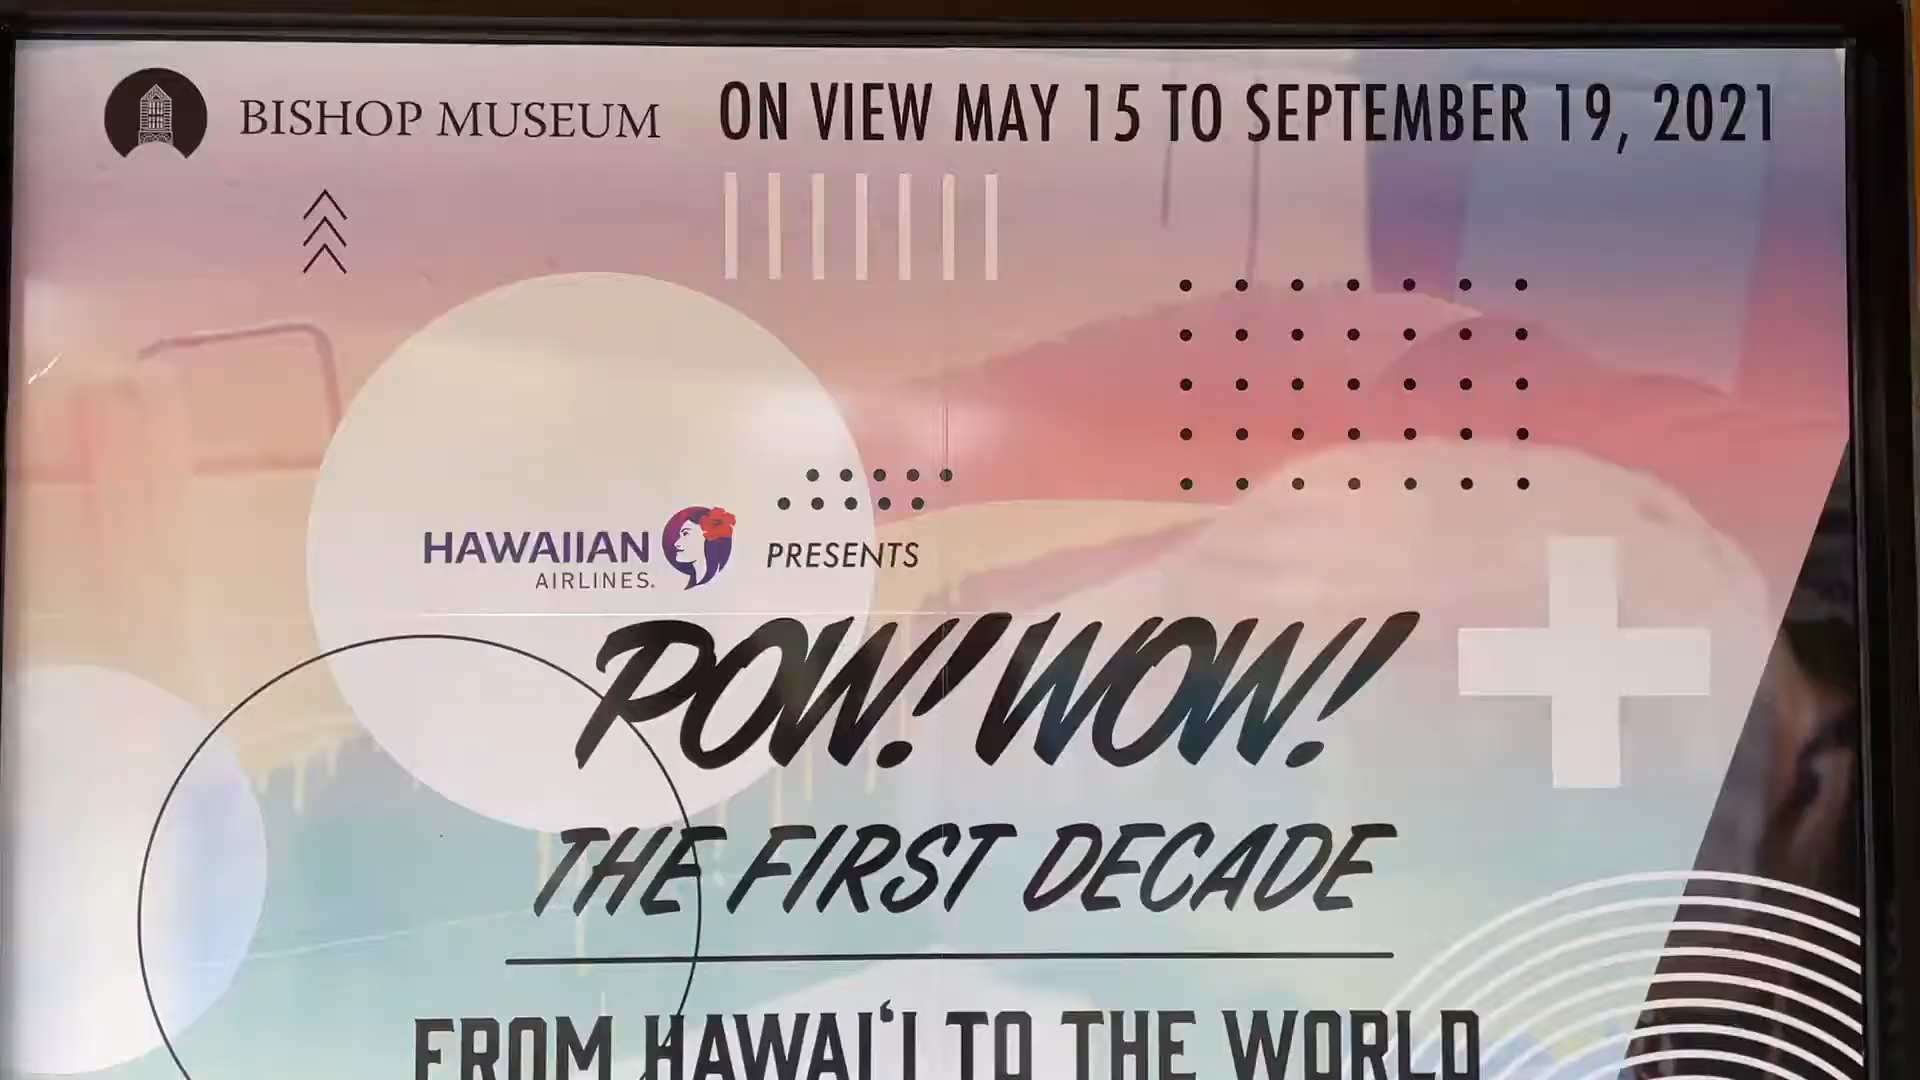 BISHOP MUSEUM ON VIEW MAY 15 TO SEPTEMBER 19, 2021
HAWAIIAN
AIRLINES.
PRESENTS
POW! WOW!
THE FIRST DECADE
FROM HAWAIʻI TO THE WORLD